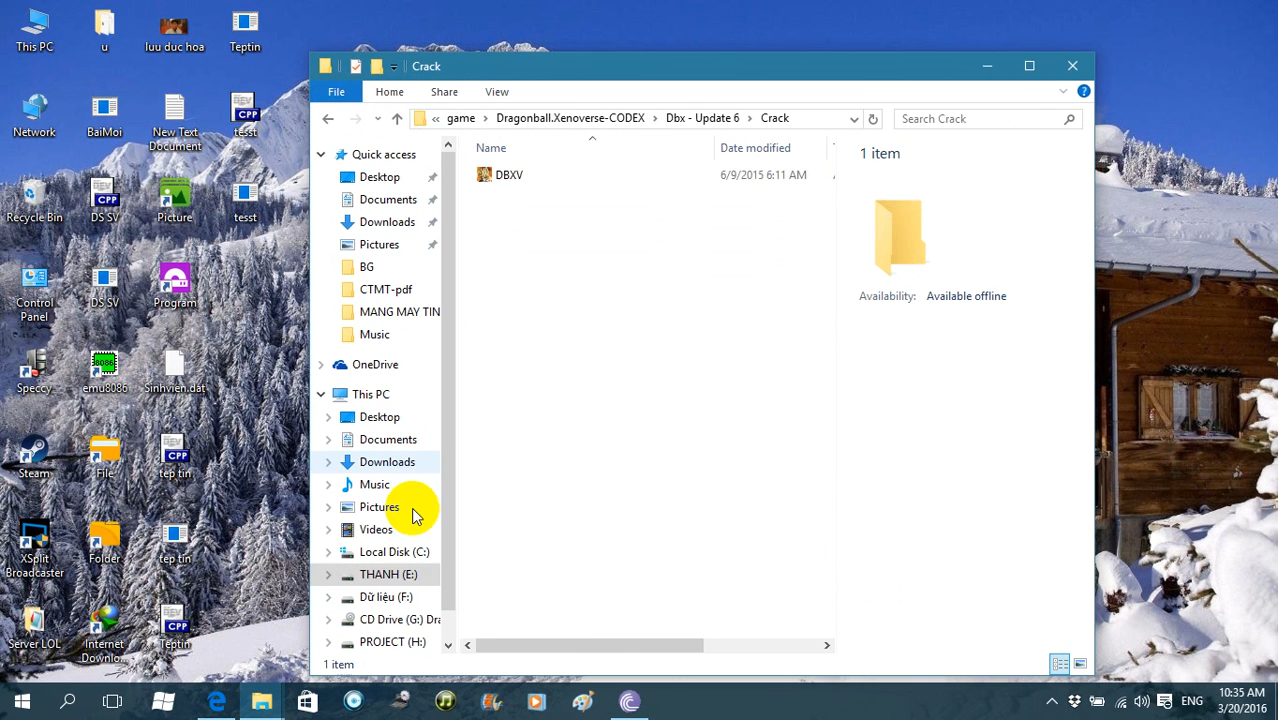 This PC
u
luu duc hoa
Teptin
Network
BaiMoi
New Text
Document
tesst
Recycle Bin
DS SV
Picture
tesst
Control
Panel
DS SV
Program
Speccy
emu8086
Sinhvien.dat
Steam
File
tep tin
XSplit
Broadcaster
Folder
tep tin
Server LOL
Internet
Downlo...
Teptin
CPP
CPP
CPP
CPP
8086
Crack
File
Home
Share
View
« game > Dragonball.Xenoverse-CODEX > Dbx - Update 6 > Crack
Search Crack
Quick access
Desktop
Documents
Downloads
Pictures
BG
CTMT-pdf
MANG MAY TIN
Music
OneDrive
This PC
Desktop
Documents
Downloads
Music
Pictures
Videos
Local Disk (C:)
THANH (E:)
Dữ liệu (F:)
CD Drive (G:) Dra
PROJECT (H:)
Name
Date modified
DBXV
6/9/2015 6:11 AM
1 item
Availability: Available offline
1 item
ENG
10:35 AM
3/20/2016